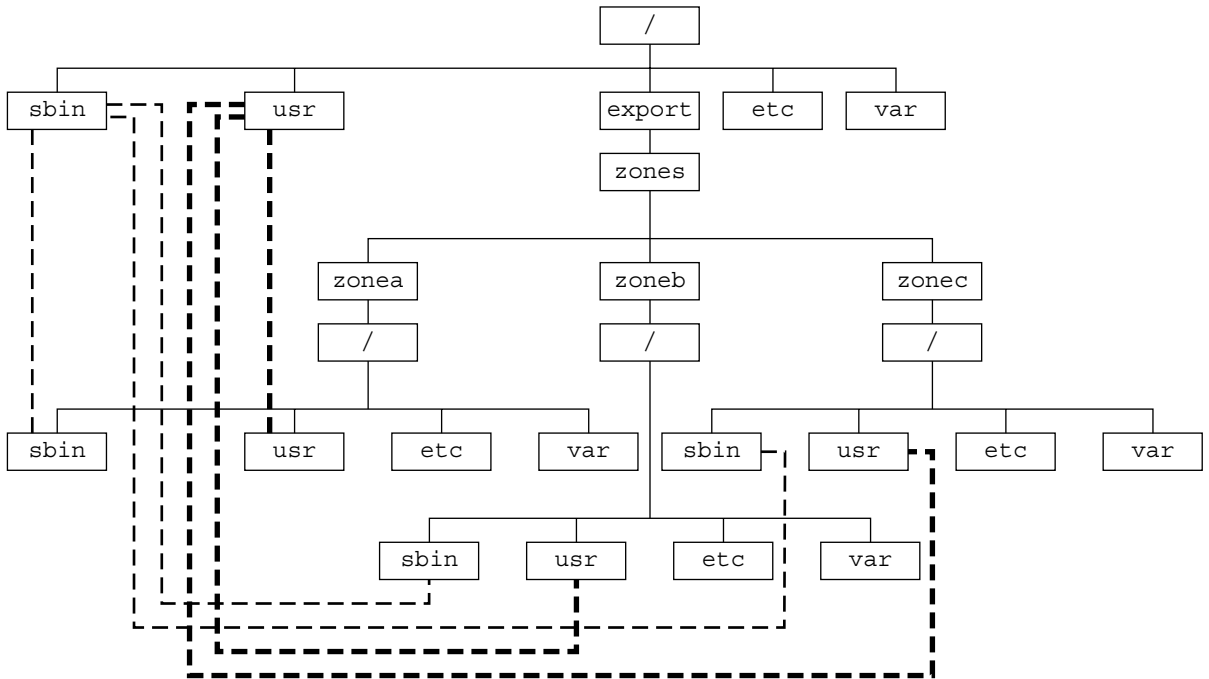 /
sbin
usr
export
etc
var
zones
zonea
zoneb
zonec
/
/
/
sbin
usr
etc
var
sbin
usr
etc
var
sbin
usr
etc
var